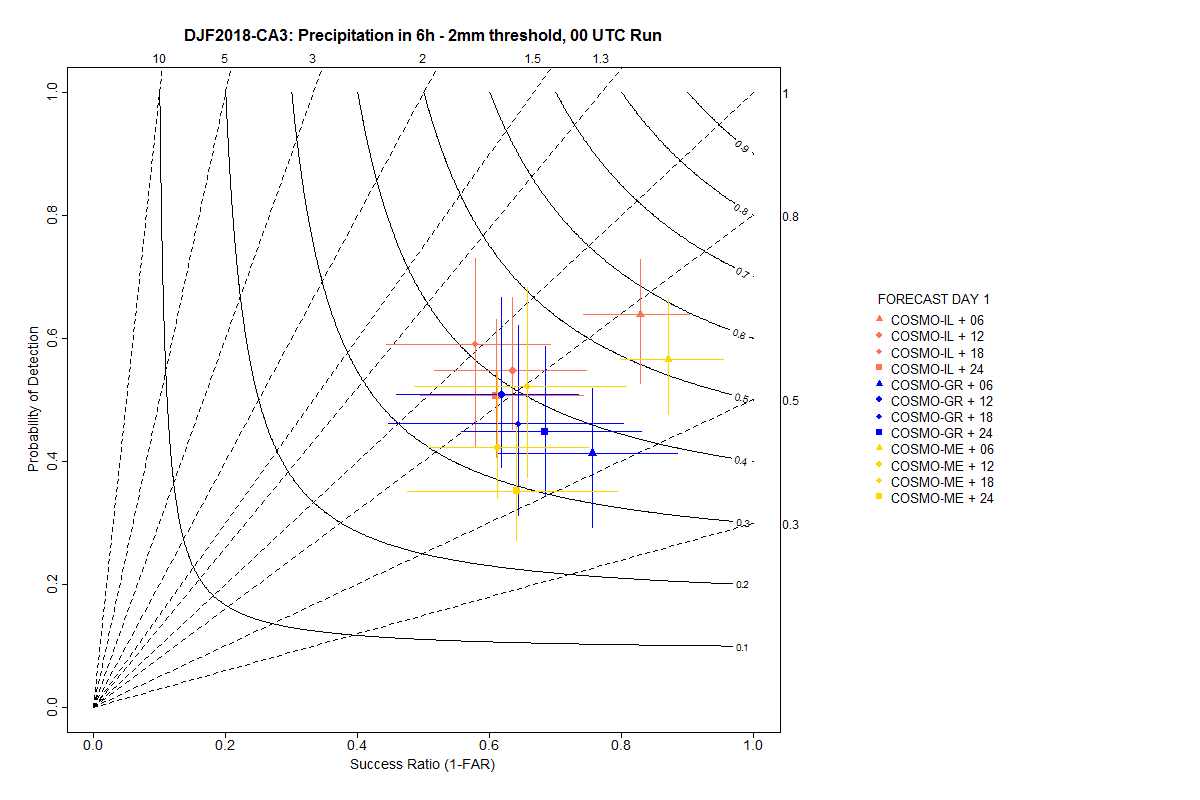 DJF2018-CA3: Precipitation in 6h - 2mm threshold, 00 UTC Run
10 5 3 2 1.5 1.3
1.0 0.8 0.6 0.4 0.2 0.0
Probability of Detection
0.9
0.8
0.7
0.6
0.5
0.4
0.3
0.2
0.1
1
0.8
0.5
0.3
0.0 0.2 0.4 0.6 0.8 1.0
Success Ratio (1-FAR)
FORECAST DAY 1
COSMO-IL + 06
COSMO-IL + 12
COSMO-IL + 18
COSMO-IL + 24
COSMO-GR + 06
COSMO-GR + 12
COSMO-GR + 18
COSMO-GR + 24
COSMO-ME + 06
COSMO-ME + 12
COSMO-ME + 18
COSMO-ME + 24